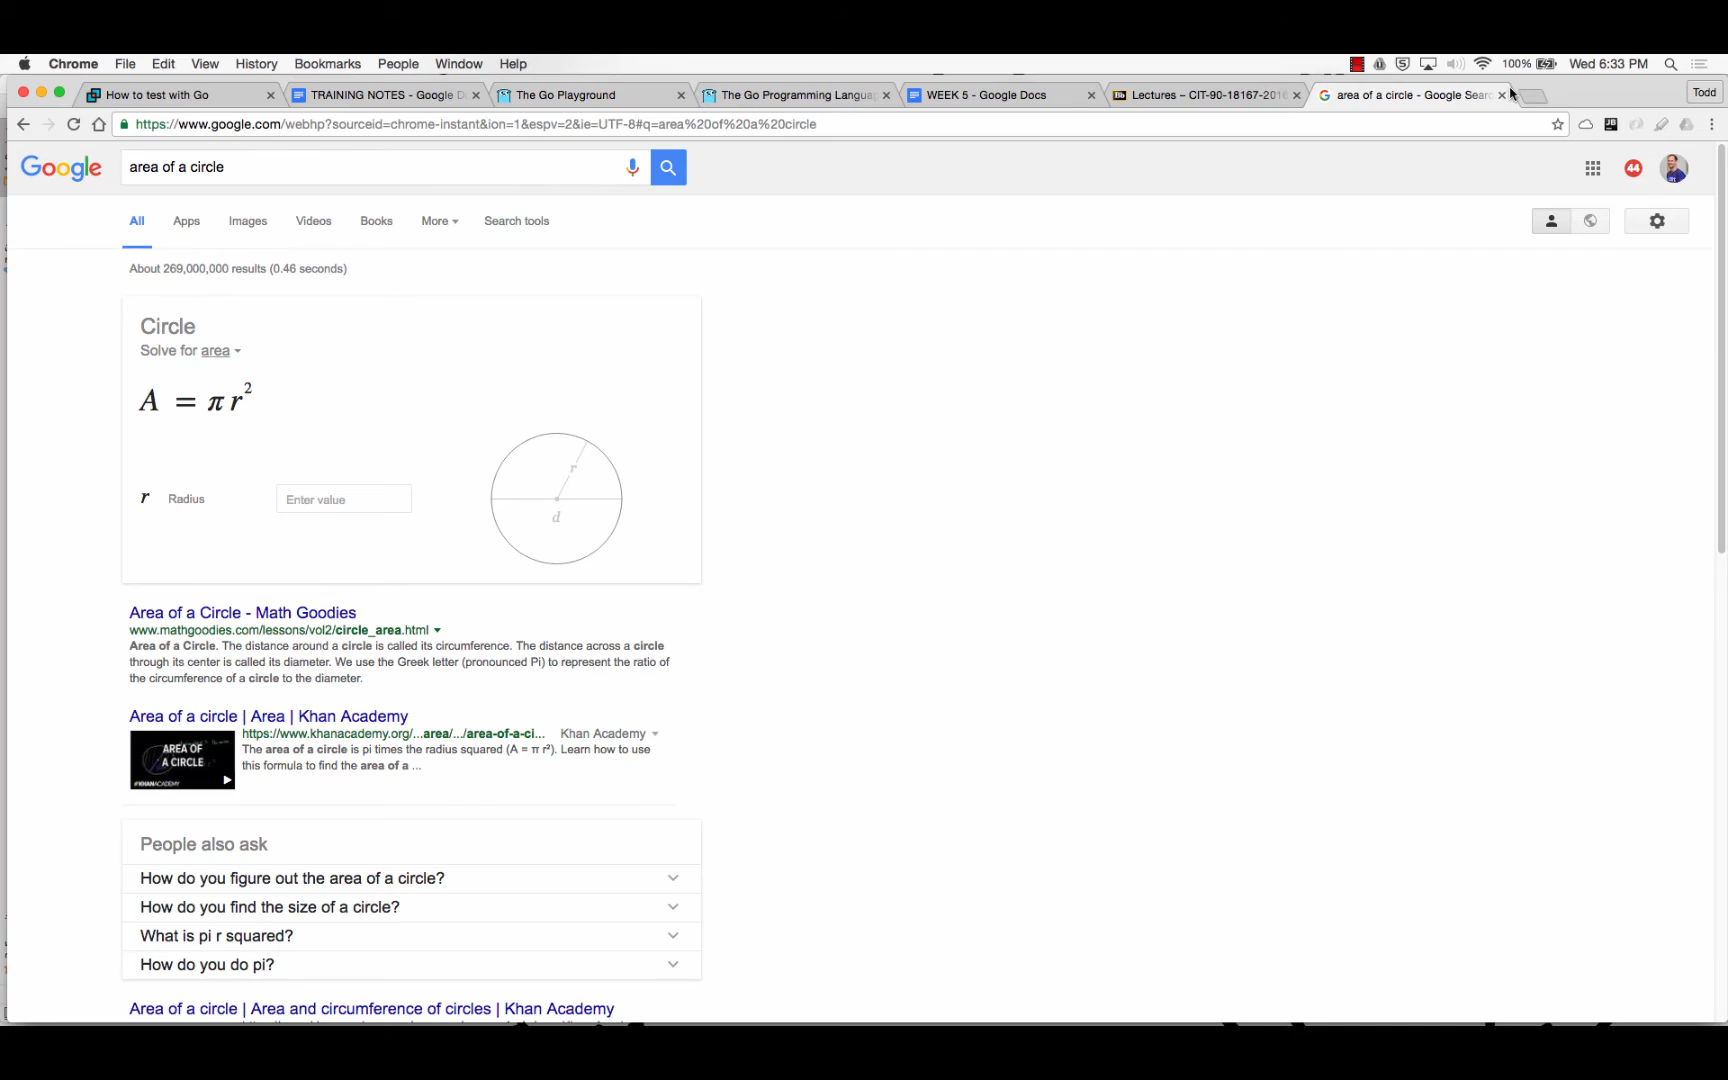 Chrome File Edit View History Bookmarks People Window Help 100% Wed 6:33 PM
How to test with Go TRAINING NOTES - Google D The Go Playground The Go Programming Langua WEEK 5 - Google Docs Lectures – CIT-90-18167-201 area of a circle - Google Sear Todd
https://www.google.com/webhp?sourceid=chrome-instant&ion=1&espv=2&ie=UTF-8#q=area%20of%20a%20circle
Google area of a circle 44
All Apps Images Videos Books More Search tools
About 269,000,000 results (0.46 seconds)
Circle
Solve for area
A = π r²
r
r Radius Enter value
d
Area of a Circle - Math Goodies
www.mathgoodies.com/lessons/vol2/circle_area.html
Area of a Circle. The distance around a circle is called its circumference. The distance across a circle
through its center is called its diameter. We use the Greek letter (pronounced Pi) to represent the ratio of
the circumference of a circle to the diameter.
Area of a circle | Area | Khan Academy
https://www.khanacademy.org/...area/.../area-of-a-ci... Khan Academy
AREA OF
A CIRCLE
#KHANACADEMY
The area of a circle is pi times the radius squared (A = π r²). Learn how to use
this formula to find the area of a ...
People also ask
How do you figure out the area of a circle?
How do you find the size of a circle?
What is pi r squared?
How do you do pi?
Area of a circle | Area and circumference of circles | Khan Academy